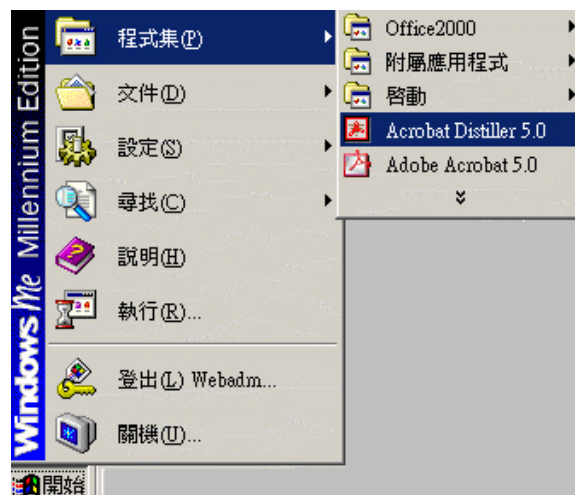 Windows Me Millennium Edition
程式集(P)
文件(D)
設定(S)
尋找(C)
說明(H)
執行(R)...
登出(L) Webadm...
關機(U)...
開始
Office2000
附屬應用程式
啓動
Acrobat Distiller 5.0
Adobe Acrobat 5.0